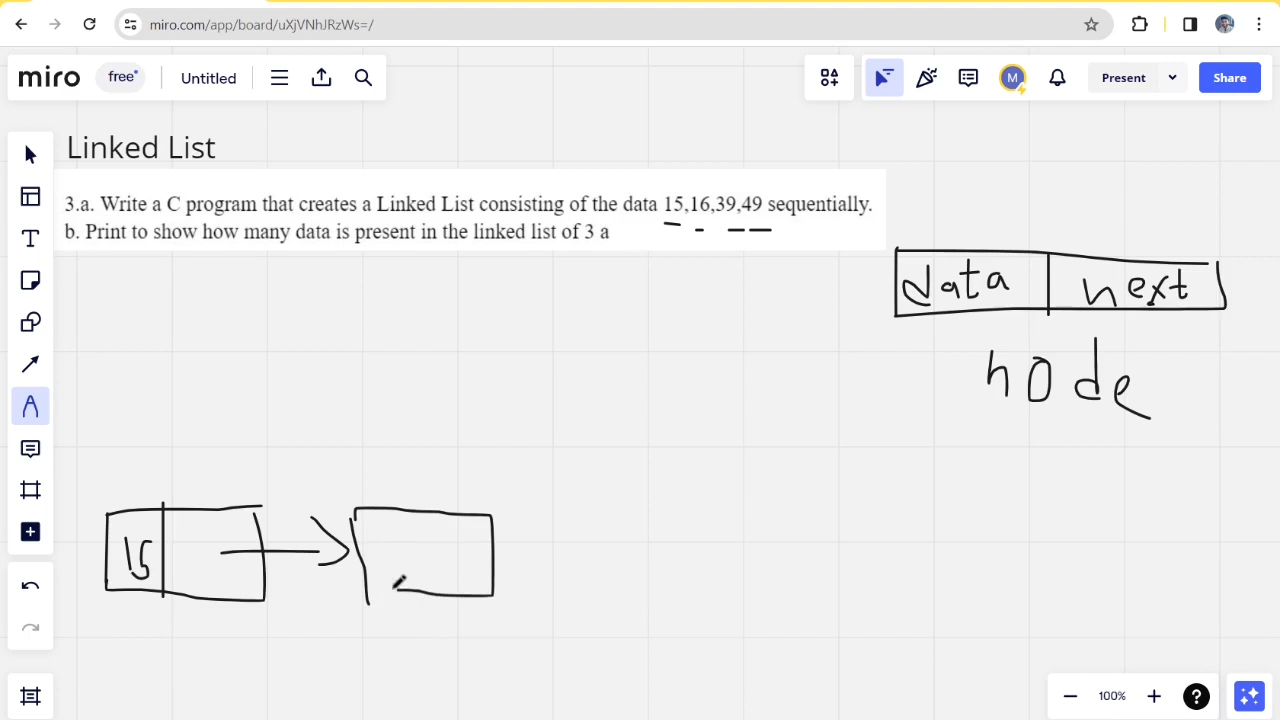 miro.com/app/board/uXjVNhJRzWs=/
miro free Untitled M Present Share
Linked List
3.a. Write a C program that creates a Linked List consisting of the data 15,16,39,49 sequentially.
b. Print to show how many data is present in the linked list of 3 a
data next
node
15
100% ?